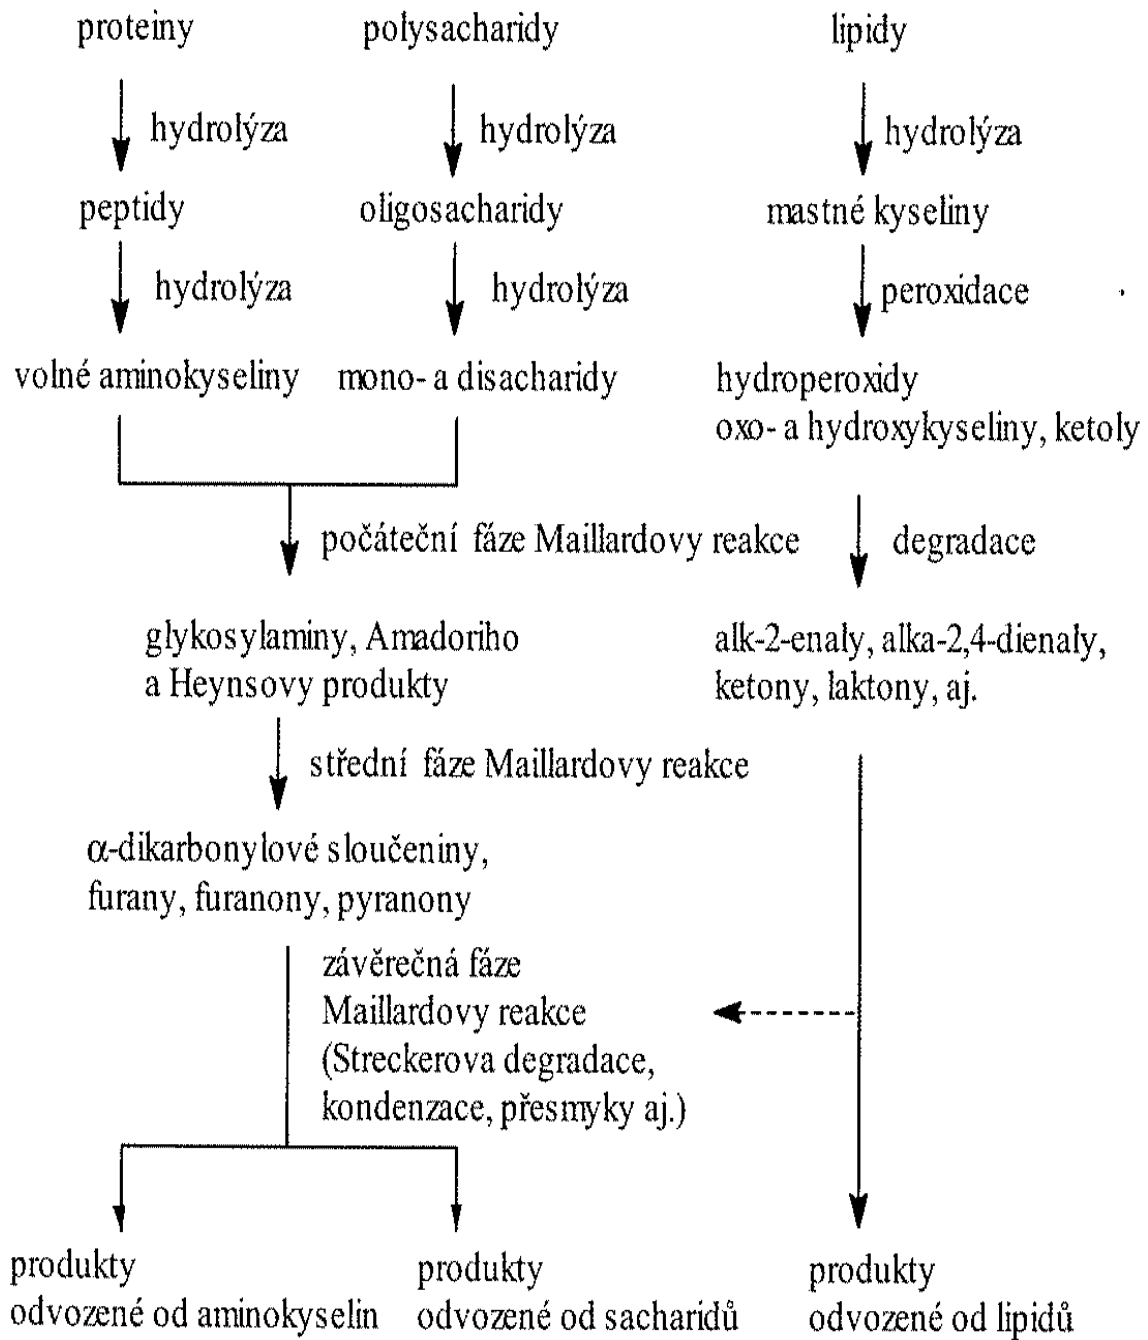 proteiny
polysacharidy
lipidy
hydrolýza
hydrolýza
hydrolýza
peptidy
oligosacharidy
mastné kyseliny
hydrolýza
hydrolýza
peroxidace
volné aminokyseliny
mono- a disacharidy
hydroperoxidy
oxo- a hydroxykyseliny, ketoly
počáteční fáze Maillardovy reakce
degradace
glykosylaminy, Amadoriho
a Heynsovy produkty
alk-2-enaly, alka-2,4-dienaly,
ketony, laktony, aj.
střední fáze Maillardovy reakce
α-dikarbonylové sloučeniny,
furany, furanony, pyranony
závěrečná fáze
Maillardovy reakce
(Streckerova degradace,
kondenzace, přesmyky aj.)
produkty
odvozené od aminokyselin
produkty
odvozené od sacharidů
produkty
odvozené od lipidů